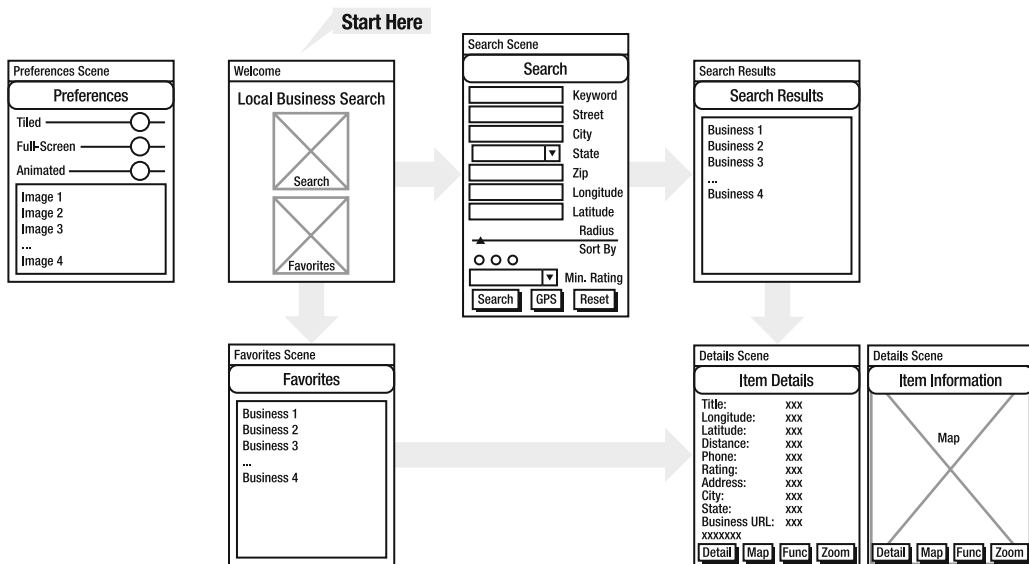 Start Here
Preferences Scene
Preferences
Tiled
Full-Screen
Animated
Image 1
Image 2
Image 3
...
Image 4
Welcome
Local Business Search
Search
Favorites
Search Scene
Search
Keyword
Street
City
State
Zip
Longitude
Latitude
Radius
Sort By
Min. Rating
Search GPS Reset
Search Results
Search Results
Business 1
Business 2
Business 3
...
Business 4
Favorites Scene
Favorites
Business 1
Business 2
Business 3
...
Business 4
Details Scene
Item Details
Title: xxx
Longitude: xxx
Latitude: xxx
Distance: xxx
Phone: xxx
Rating: xxx
Address: xxx
City: xxx
State: xxx
Business URL: xxx
xxxxxxx
Detail Map Func Zoom
Details Scene
Item Information
Map
Detail Map Func Zoom